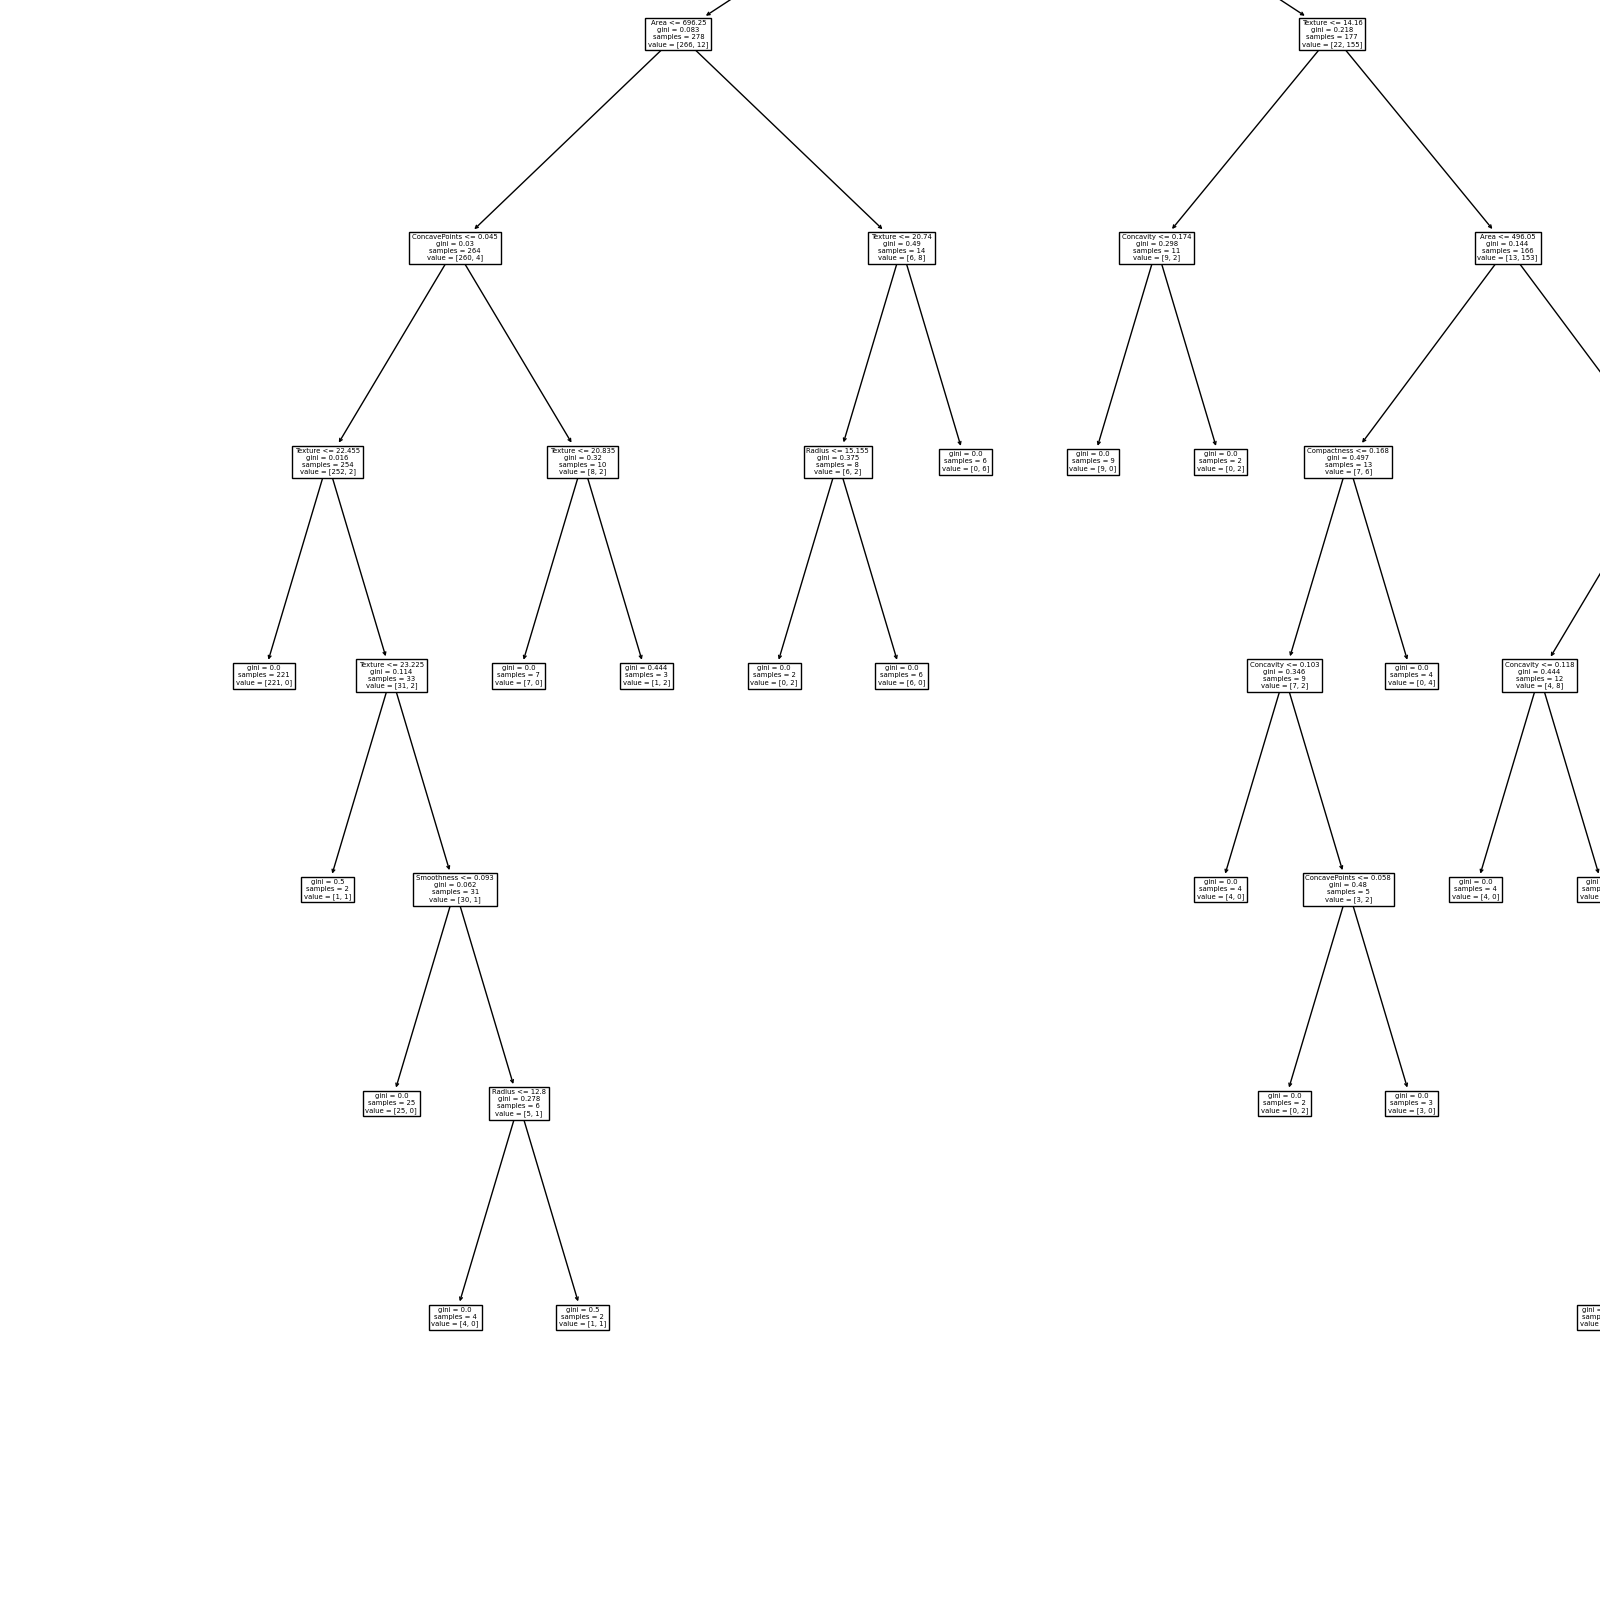 Area <= 696.25
gini = 0.083
samples = 278
value = [266, 12]
Texture <= 14.16
gini = 0.218
samples = 177
value = [22, 155]
ConcavePoints <= 0.045
gini = 0.03
samples = 264
value = [260, 4]
Texture <= 20.74
gini = 0.49
samples = 14
value = [6, 8]
Concavity <= 0.174
gini = 0.298
samples = 11
value = [9, 2]
Area <= 496.05
gini = 0.144
samples = 166
value = [13, 153]
Texture <= 22.455
gini = 0.016
samples = 254
value = [252, 2]
Texture <= 20.835
gini = 0.32
samples = 10
value = [8, 2]
Radius <= 15.155
gini = 0.375
samples = 8
value = [6, 2]
gini = 0.0
samples = 6
value = [0, 6]
gini = 0.0
samples = 9
value = [9, 0]
gini = 0.0
samples = 2
value = [0, 2]
Compactness <= 0.168
gini = 0.497
samples = 13
value = [7, 6]
gini = 0.0
samples = 221
value = [221, 0]
Texture <= 23.225
gini = 0.114
samples = 33
value = [31, 2]
gini = 0.0
samples = 7
value = [7, 0]
gini = 0.444
samples = 3
value = [1, 2]
gini = 0.0
samples = 2
value = [0, 2]
gini = 0.0
samples = 6
value = [6, 0]
Concavity <= 0.103
gini = 0.346
samples = 9
value = [7, 2]
gini = 0.0
samples = 4
value = [0, 4]
Concavity <= 0.118
gini = 0.444
samples = 12
value = [4, 8]
gini = 0.5
samples = 2
value = [1, 1]
Smoothness <= 0.093
gini = 0.062
samples = 31
value = [30, 1]
gini = 0.0
samples = 4
value = [4, 0]
ConcavePoints <= 0.058
gini = 0.48
samples = 5
value = [3, 2]
gini = 0.0
samples = 4
value = [4, 0]
gini
value
gini = 0.0
samples = 25
value = [25, 0]
Radius <= 12.8
gini = 0.278
samples = 6
value = [5, 1]
gini = 0.0
samples = 2
value = [0, 2]
gini = 0.0
samples = 3
value = [3, 0]
gini = 0.0
samples = 4
value = [4, 0]
gini = 0.5
samples = 2
value = [1, 1]
gini =
value